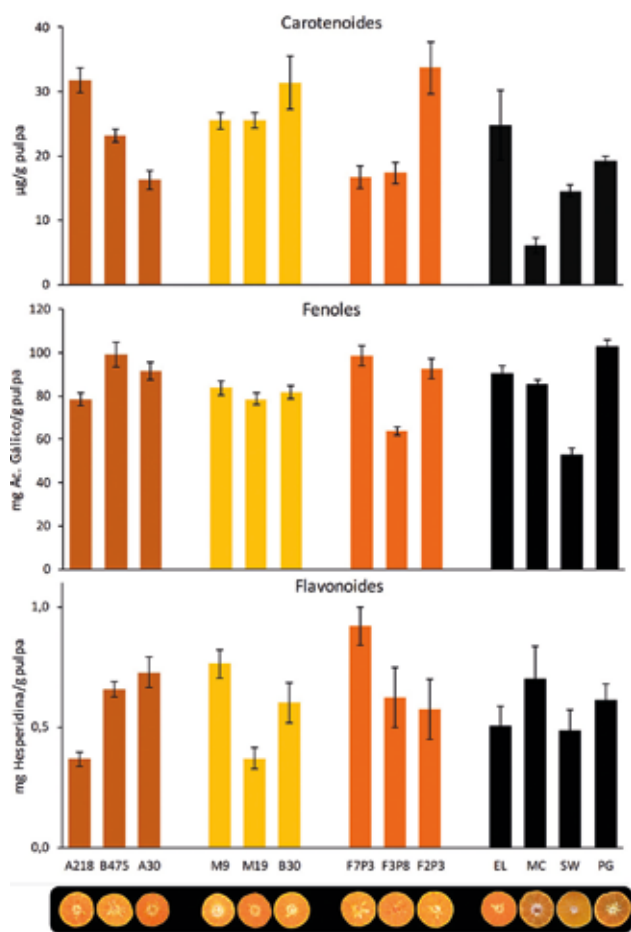 Carotenoides
µg/g pulpa
40
30
20
10
0
Fenoles
mg Ac. Gálico/g pulpa
120
100
80
60
40
20
0
Flavonoides
mg Hesperidina/g pulpa
1,0
0,5
0,0
A218 B475 A30 M9 M19 B30 F7P3 F3P8 F2P3 EL MC SW PG